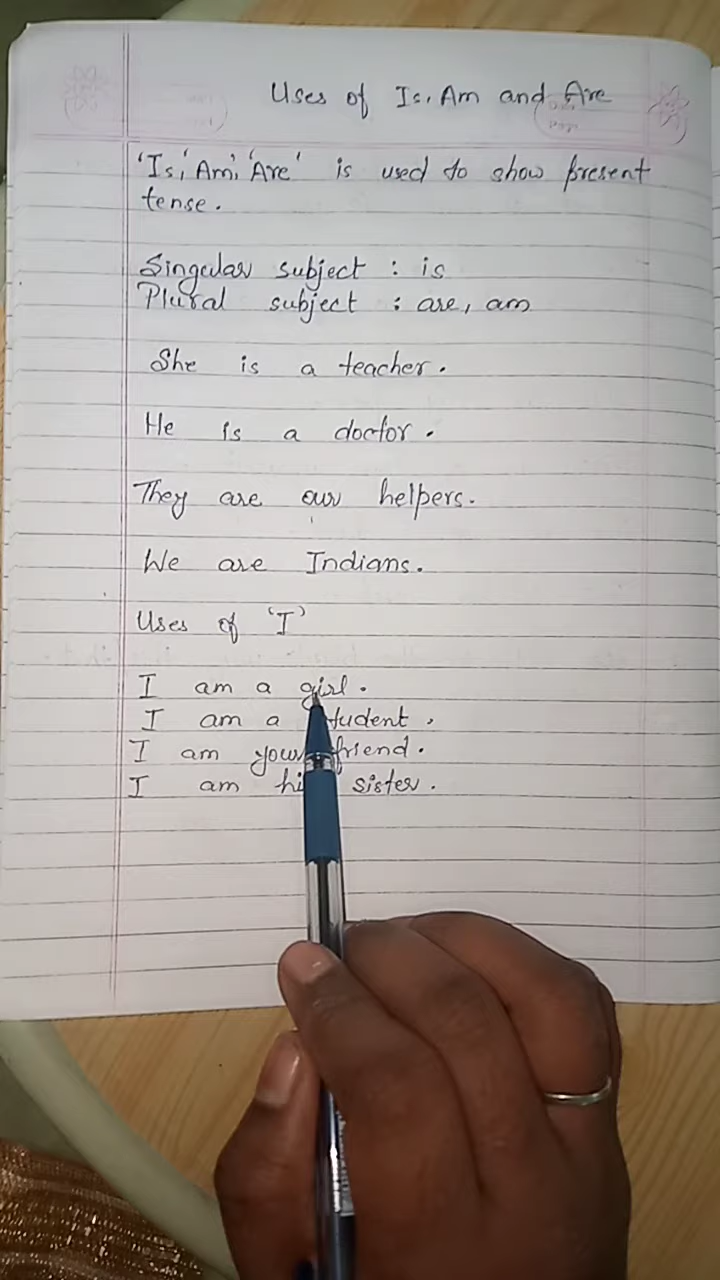 Uses of Is, Am and Are
'Is,' 'Am', 'Are' is used to show present
tense.
Singular subject : is
Plural subject : are, am
She is a teacher.
He is a doctor.
They are our helpers.
We are Indians.
Uses of 'I'
I am a girl.
I am a student.
I am your friend.
I am his sister.